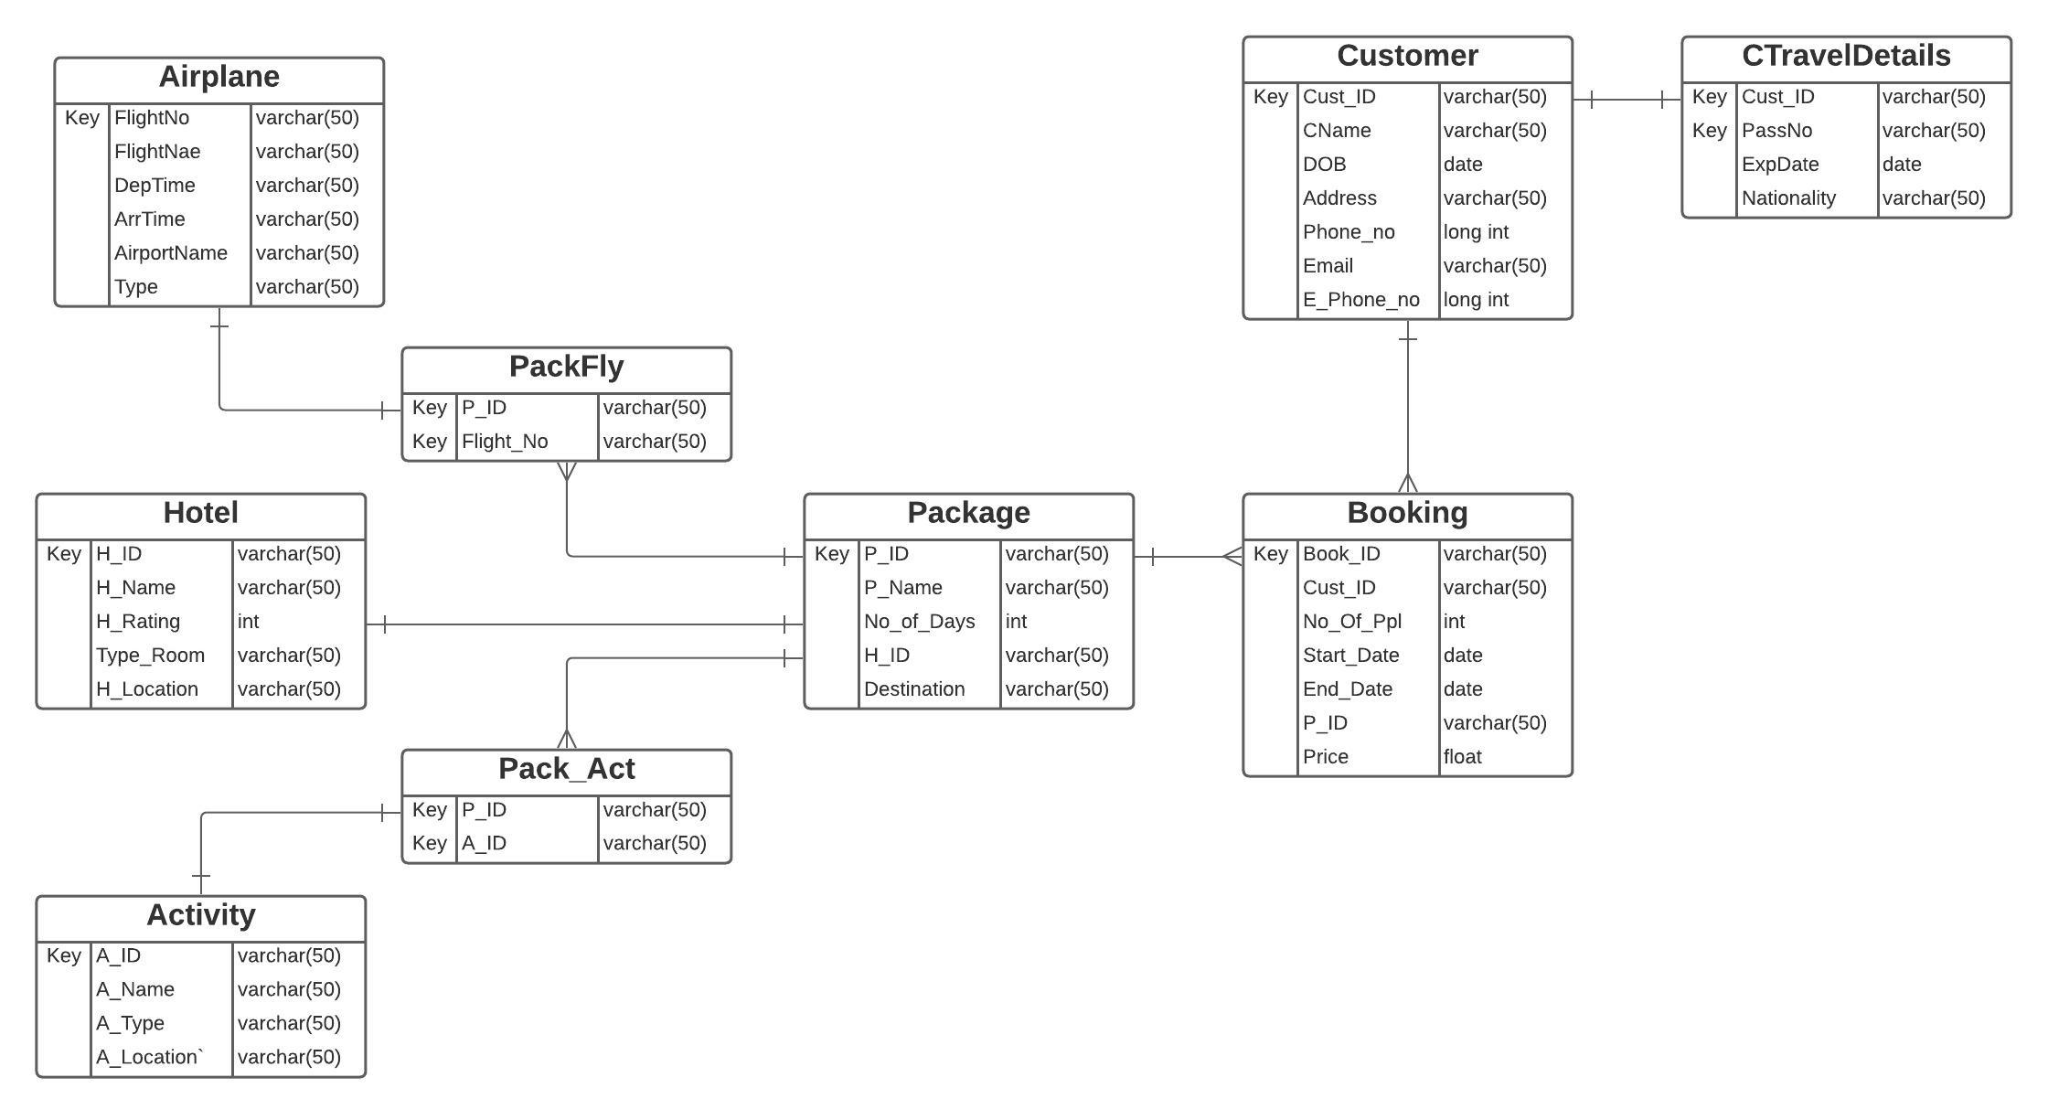 Airplane
Key FlightNo varchar(50)
FlightNae varchar(50)
DepTime varchar(50)
ArrTime varchar(50)
AirportName varchar(50)
Type varchar(50)
Customer
Key Cust_ID varchar(50)
CName varchar(50)
DOB date
Address varchar(50)
Phone_no long int
Email varchar(50)
E_Phone_no long int
CTravelDetails
Key Cust_ID varchar(50)
Key PassNo varchar(50)
ExpDate date
Nationality varchar(50)
PackFly
Key P_ID varchar(50)
Key Flight_No varchar(50)
Hotel
Key H_ID varchar(50)
H_Name varchar(50)
H_Rating int
Type_Room varchar(50)
H_Location varchar(50)
Package
Key P_ID varchar(50)
P_Name varchar(50)
No_of_Days int
H_ID varchar(50)
Destination varchar(50)
Booking
Key Book_ID varchar(50)
Cust_ID varchar(50)
No_Of_Ppl int
Start_Date date
End_Date date
P_ID varchar(50)
Price float
Pack_Act
Key P_ID varchar(50)
Key A_ID varchar(50)
Activity
Key A_ID varchar(50)
A_Name varchar(50)
A_Type varchar(50)
A_Location` varchar(50)